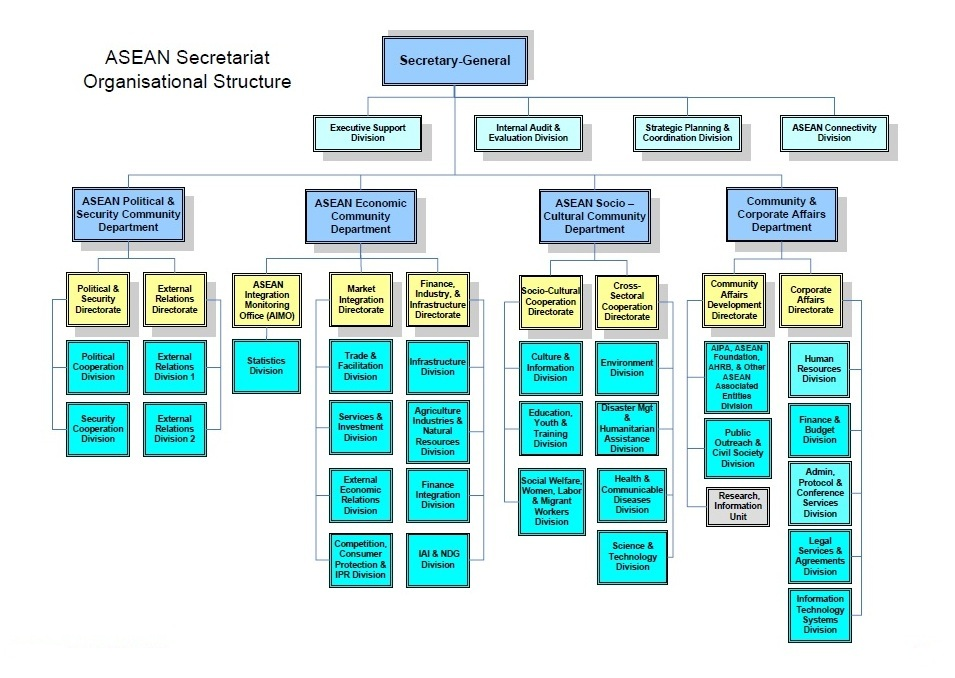 ASEAN Secretariat
Organisational Structure
Secretary-General
Executive Support
Division
Internal Audit &
Evaluation Division
Strategic Planning &
Coordination Division
ASEAN Connectivity
Division
ASEAN Political &
Security Community
Department
ASEAN Economic
Community
Department
ASEAN Socio –
Cultural Community
Department
Community &
Corporate Affairs
Department
Political &
Security
Directorate
External
Relations
Directorate
ASEAN
Integration
Monitoring
Office (AIMO)
Market
Integration
Directorate
Finance,
Industry, &
Infrastructure
Directorate
Socio-Cultural
Cooperation
Directorate
Cross-
Sectoral
Cooperation
Directorate
Community
Affairs
Development
Directorate
Corporate
Affairs
Directorate
Political
Cooperation
Division
External
Relations
Division 1
Statistics
Division
Trade &
Facilitation
Division
Infrastructure
Division
Culture &
Information
Division
Environment
Division
AIPA, ASEAN
Foundation,
AHRB, & Other
ASEAN
Associated
Entities
Division
Human
Resources
Division
Security
Cooperation
Division
External
Relations
Division 2
Services &
Investment
Division
Agriculture
Industries &
Natural
Resources
Division
Education,
Youth &
Training
Division
Disaster Mgt
&
Humanitarian
Assistance
Division
Public
Outreach &
Civil Society
Division
Finance &
Budget
Division
External
Economic
Relations
Division
Finance
Integration
Division
Social Welfare,
Women, Labor
& Migrant
Workers
Division
Health &
Communicable
Diseases
Division
Research,
Information
Unit
Admin,
Protocol &
Conference
Services
Division
Competition,
Consumer
Protection &
IPR Division
IAI & NDG
Division
Science &
Technology
Division
Legal
Services &
Agreements
Division
Information
Technology
Systems
Division